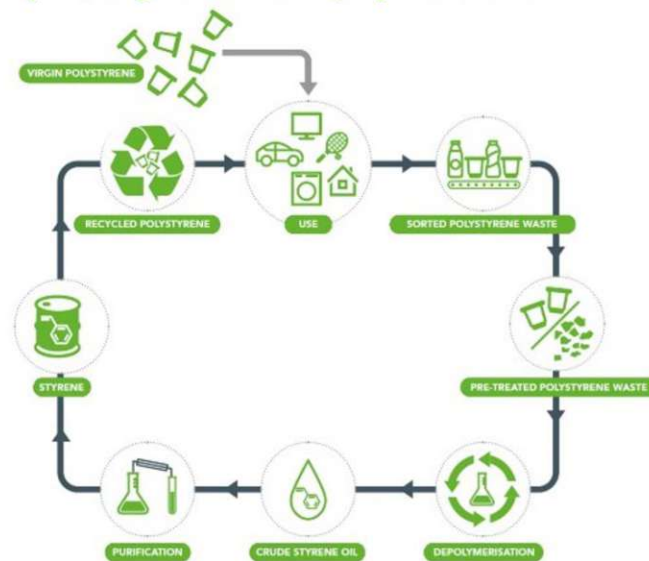 VIRGIN POLYSTYRENE
RECYCLED POLYSTYRENE
USE
SORTED POLYSTYRENE WASTE
STYRENE
PRE-TREATED POLYSTYRENE WASTE
PURIFICATION
CRUDE STYRENE OIL
DEPOLYMERISATION